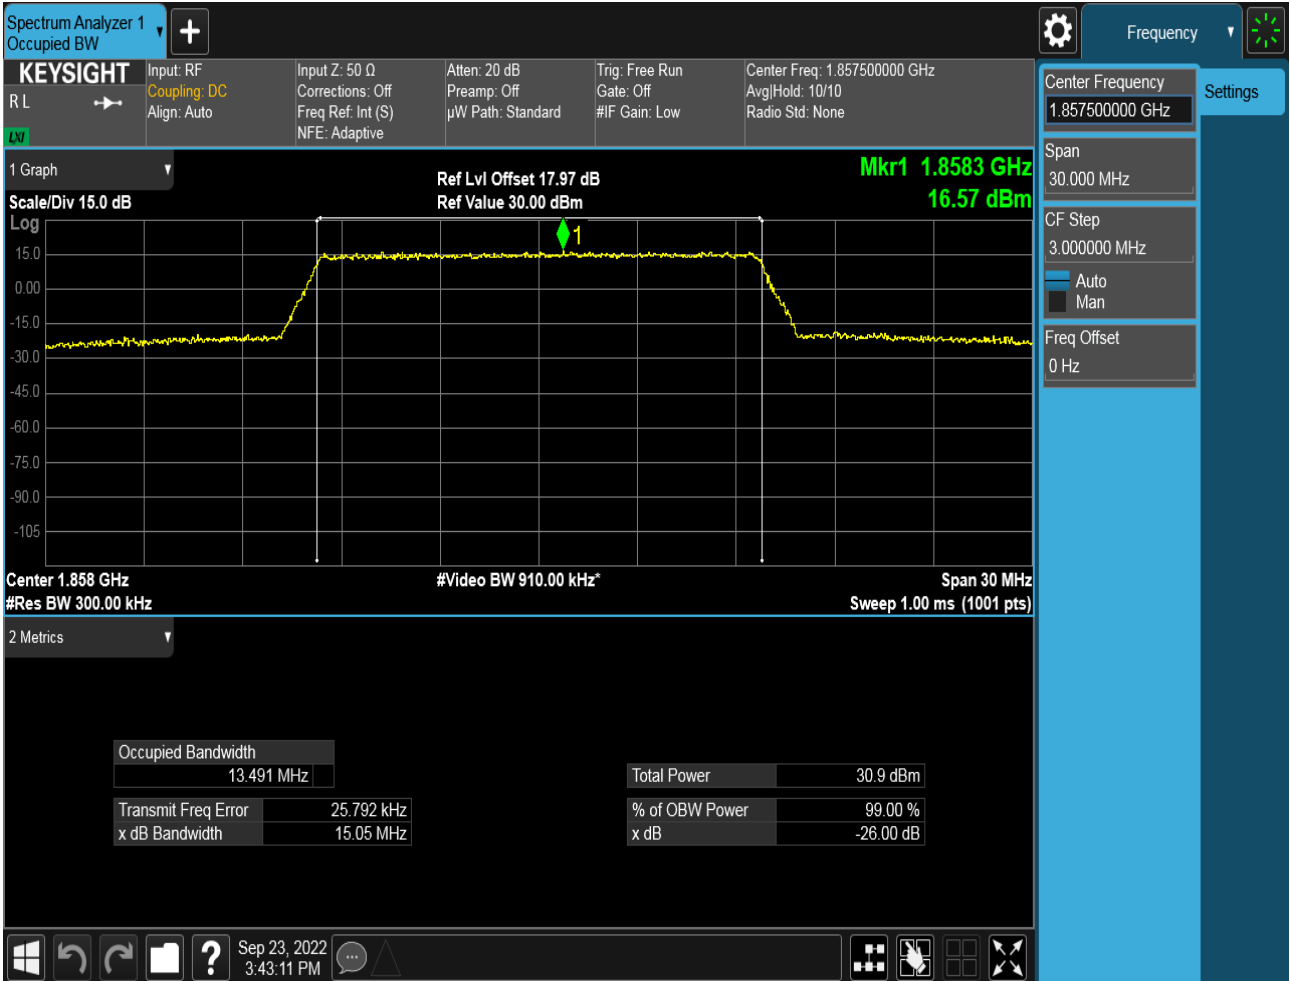 Spectrum Analyzer 1
Occupied BW
Frequency
KEYSIGHT
R L
LXI
Input: RF
Coupling: DC
Align: Auto
Input Z: 50 Ω
Corrections: Off
Freq Ref: Int (S)
NFE: Adaptive
Atten: 20 dB
Preamp: Off
µW Path: Standard
Trig: Free Run
Gate: Off
#IF Gain: Low
Center Freq: 1.857500000 GHz
Avg|Hold: 10/10
Radio Std: None
Center Frequency
1.857500000 GHz
Settings
Span
30.000 MHz
CF Step
3.000000 MHz
Auto
Man
Freq Offset
0 Hz
1 Graph
Scale/Div 15.0 dB
Log
Ref Lvl Offset 17.97 dB
Ref Value 30.00 dBm
Mkr1 1.8583 GHz
16.57 dBm
1
15.0
0.00
-15.0
-30.0
-45.0
-60.0
-75.0
-90.0
-105
Center 1.858 GHz
#Video BW 910.00 kHz*
Span 30 MHz
#Res BW 300.00 kHz
Sweep 1.00 ms (1001 pts)
2 Metrics
Occupied Bandwidth
13.491 MHz
Total Power 30.9 dBm
Transmit Freq Error 25.792 kHz
% of OBW Power 99.00 %
x dB Bandwidth 15.05 MHz
x dB -26.00 dB
?
Sep 23, 2022
3:43:11 PM